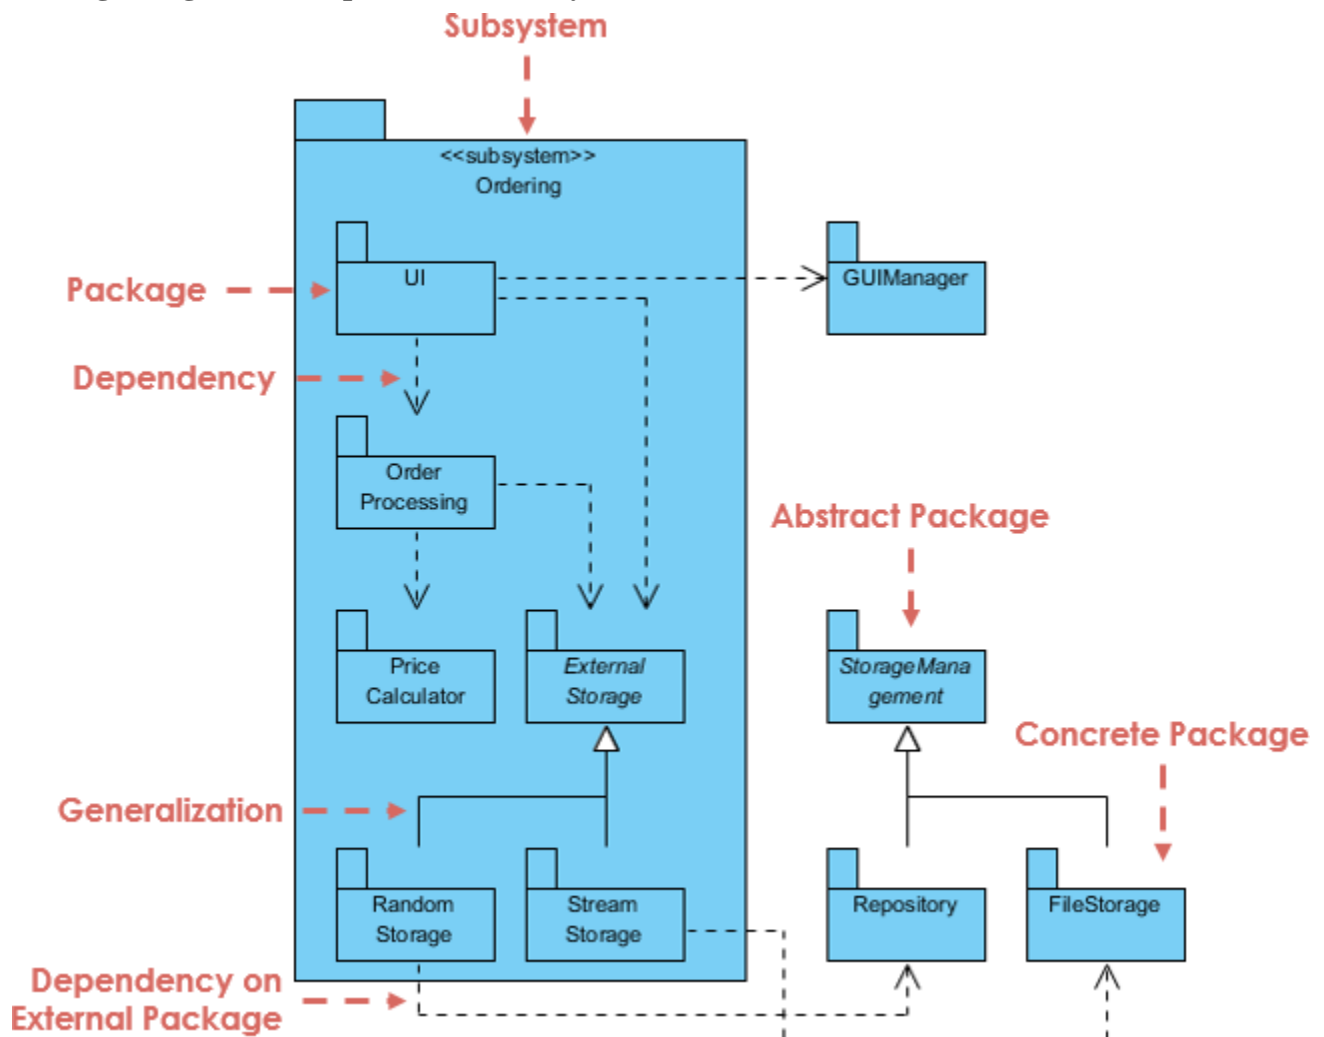 Subsystem
<<subsystem>>
Ordering
UI
GUIManager
Package
Dependency
Order
Processing
Abstract Package
Price
Calculator
External
Storage
StorageMana
gement
Concrete Package
Generalization
Random
Storage
Stream
Storage
Repository
FileStorage
Dependency on
External Package